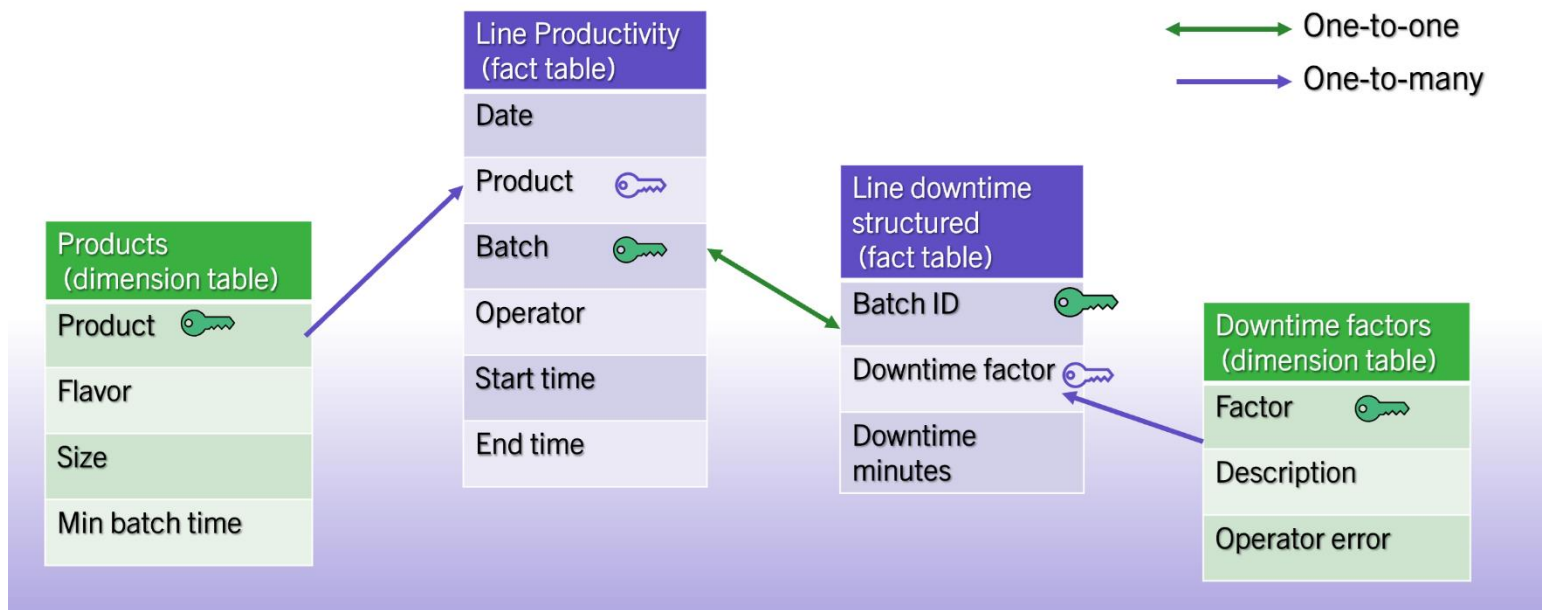 Products
(dimension table)
Product
Flavor
Size
Min batch time
Line Productivity
(fact table)
Date
Product
Batch
Operator
Start time
End time
Line downtime
structured
(fact table)
Batch ID
Downtime factor
Downtime
minutes
Downtime factors
(dimension table)
Factor
Description
Operator error
One-to-one
One-to-many